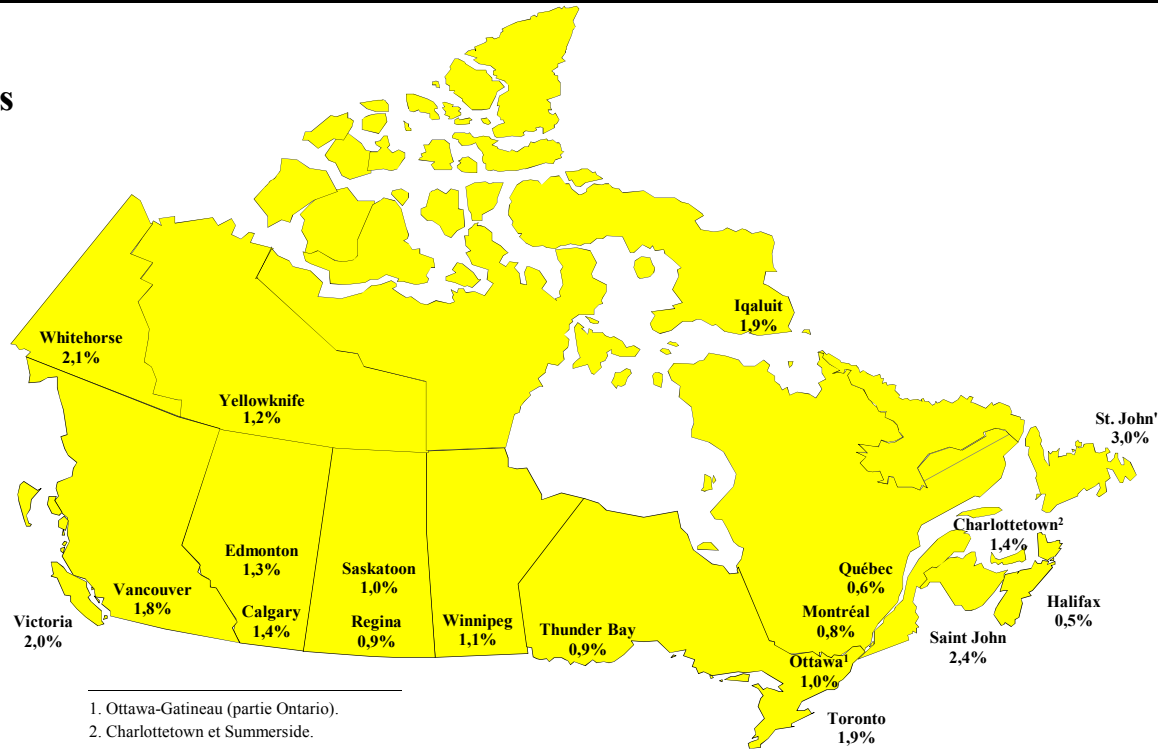 s
Iqaluit
1,9%
Whitehorse
2,1%
Yellowknife
1,2%
St. John'
3,0%
Charlottetown²
1,4%
Edmonton
1,3%
Saskatoon
1,0%
Québec
0,6%
Vancouver
1,8%
Calgary
1,4%
Regina
0,9%
Winnipeg
1,1%
Thunder Bay
0,9%
Montréal
0,8%
Halifax
0,5%
Victoria
2,0%
Saint John
2,4%
Ottawa¹
1,0%
Toronto
1,9%
1. Ottawa-Gatineau (partie Ontario).
2. Charlottetown et Summerside.